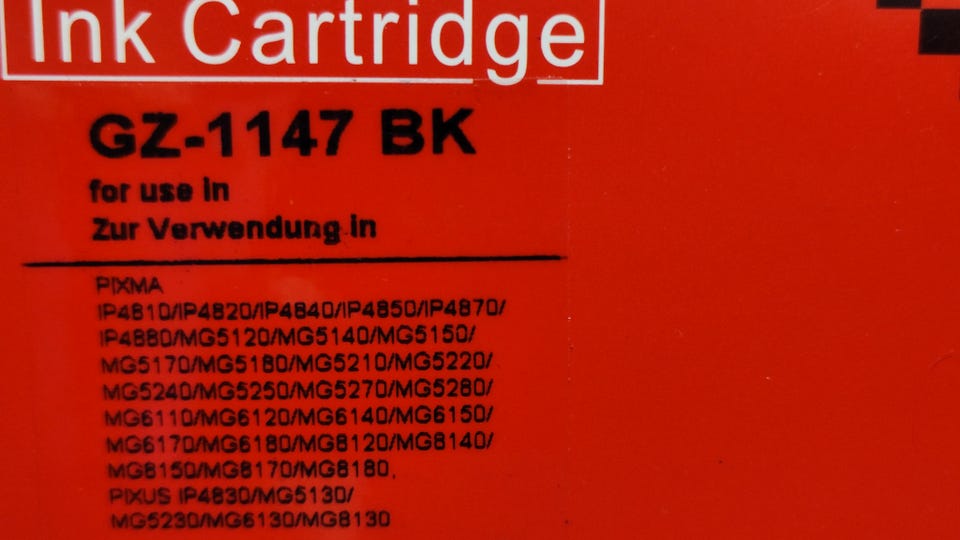 Ink Cartridge
GZ-1147 BK
for use in
Zur Verwendung in
PIXMA
IP4810/IP4820/IP4840/IP4850/IP4870/
IP4880/MG5120/MG5140/MG5150/
MG5170/MG5180/MG5210/MG5220/
MG5240/MG5250/MG5270/MG5280/
MG6110/MG6120/MG6140/MG6150/
MG6170/MG6180/MG8120/MG8140/
MG8150/MG8170/MG8180,
PIXUS IP4830/MG5130/
MG5230/MG6130/MG8130